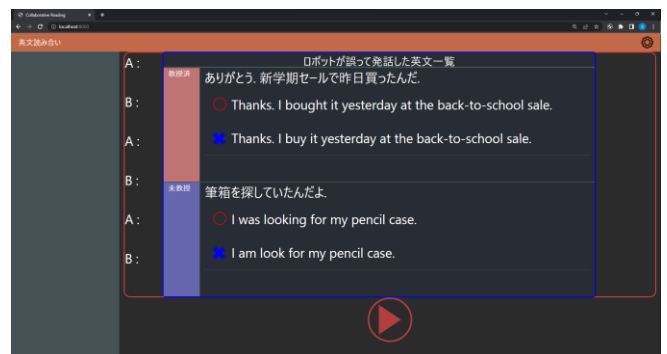 Collaborative Reading
localhost:3000
英文読み合い
A :
B :
A :
B :
A :
B :
ロボットが誤って発話した英文一覧
教授済
ありがとう. 新学期セールで昨日買ったんだ.
Thanks. I bought it yesterday at the back-to-school sale.
Thanks. I buy it yesterday at the back-to-school sale.
未教授
筆箱を探していたんだよ.
I was looking for my pencil case.
I am look for my pencil case.